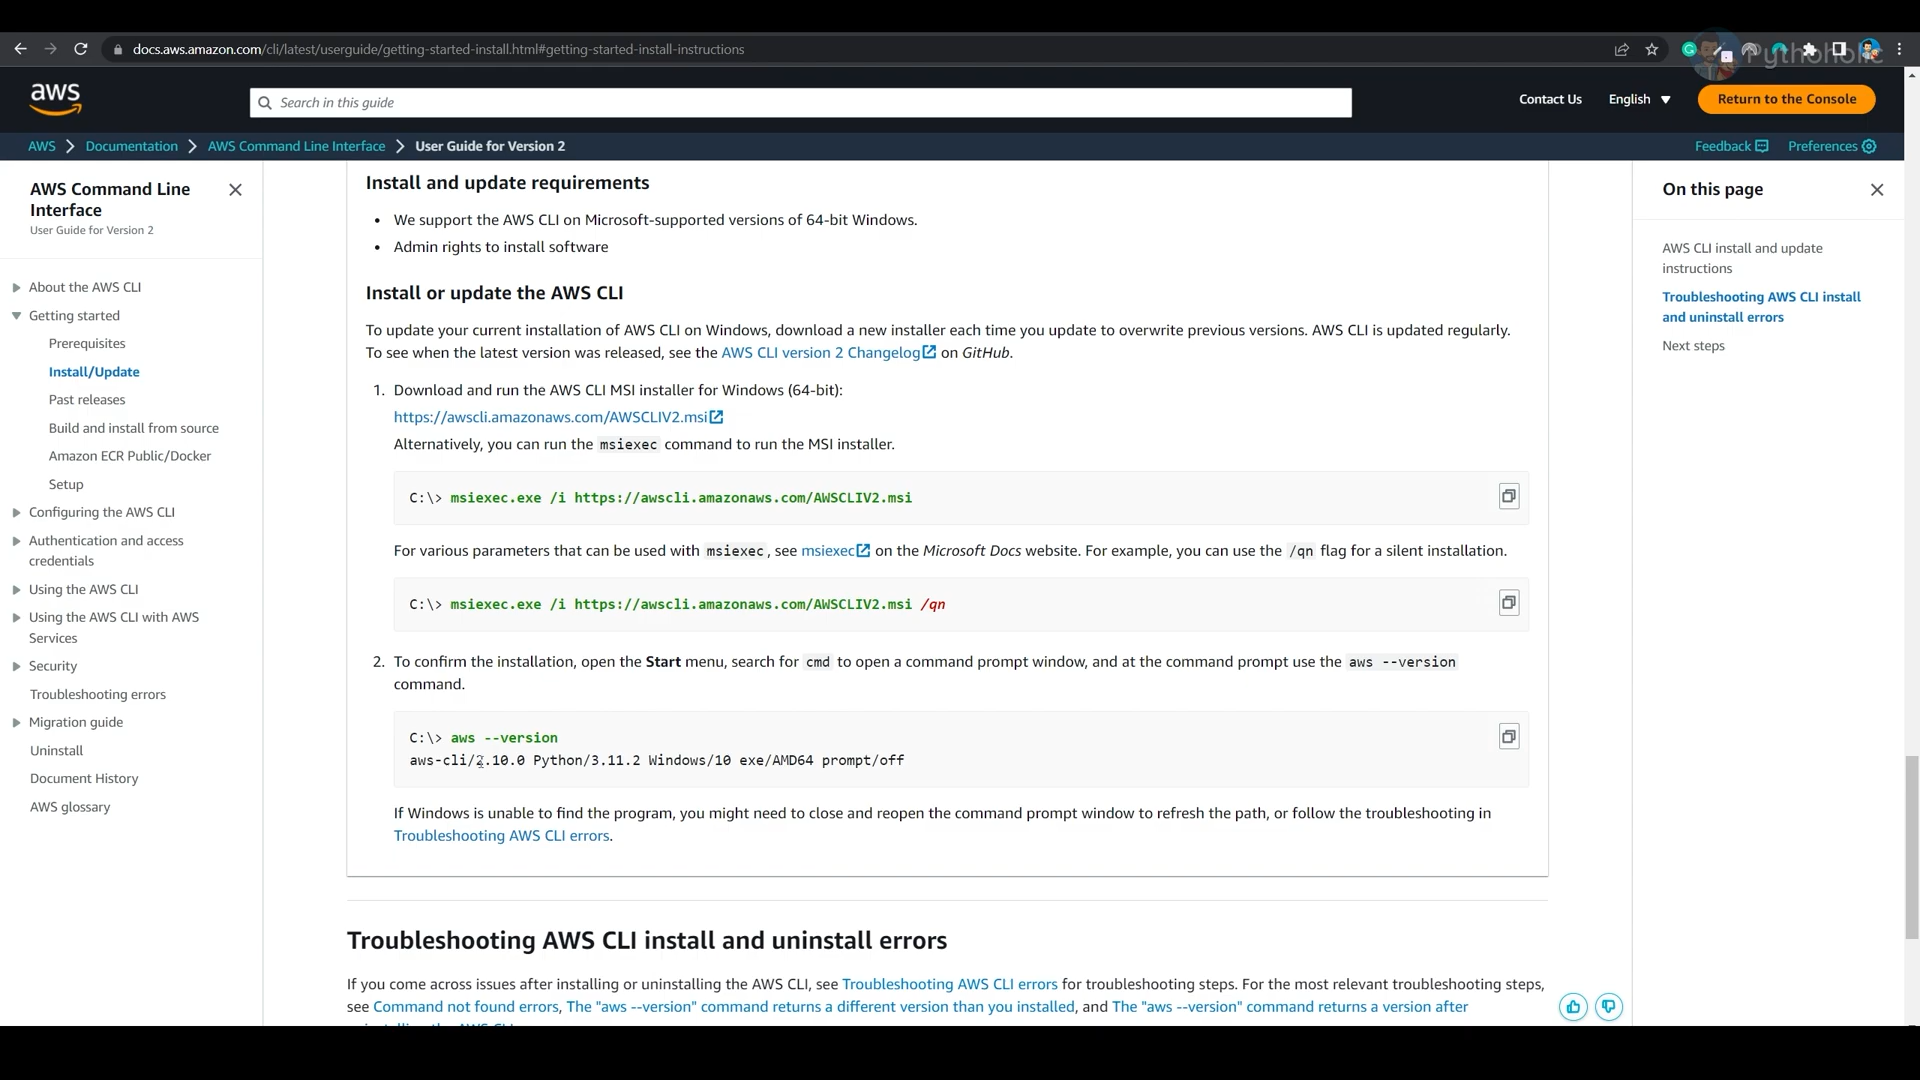 docs.aws.amazon.com/cli/latest/userguide/getting-started-install.html#getting-started-install-instructions
Pythoholic
aws
Search in this guide
Contact Us
English
Return to the Console
AWS
Documentation
AWS Command Line Interface
User Guide for Version 2
Feedback
Preferences
AWS Command Line
Interface
User Guide for Version 2
About the AWS CLI
Getting started
Prerequisites
Install/Update
Past releases
Build and install from source
Amazon ECR Public/Docker
Setup
Configuring the AWS CLI
Authentication and access
credentials
Using the AWS CLI
Using the AWS CLI with AWS
Services
Security
Troubleshooting errors
Migration guide
Uninstall
Document History
AWS glossary
Install and update requirements
• We support the AWS CLI on Microsoft-supported versions of 64-bit Windows.
• Admin rights to install software
Install or update the AWS CLI
To update your current installation of AWS CLI on Windows, download a new installer each time you update to overwrite previous versions. AWS CLI is updated regularly.
To see when the latest version was released, see the AWS CLI version 2 Changelog on GitHub.
1. Download and run the AWS CLI MSI installer for Windows (64-bit):
https://awscli.amazonaws.com/AWSCLIV2.msi
Alternatively, you can run the msiexec command to run the MSI installer.
C:\> msiexec.exe /i https://awscli.amazonaws.com/AWSCLIV2.msi
For various parameters that can be used with msiexec, see msiexec on the Microsoft Docs website. For example, you can use the /qn flag for a silent installation.
C:\> msiexec.exe /i https://awscli.amazonaws.com/AWSCLIV2.msi /qn
2. To confirm the installation, open the Start menu, search for cmd to open a command prompt window, and at the command prompt use the aws --version
command.
C:\> aws --version
aws-cli/2.10.0 Python/3.11.2 Windows/10 exe/AMD64 prompt/off
If Windows is unable to find the program, you might need to close and reopen the command prompt window to refresh the path, or follow the troubleshooting in
Troubleshooting AWS CLI errors.
Troubleshooting AWS CLI install and uninstall errors
If you come across issues after installing or uninstalling the AWS CLI, see Troubleshooting AWS CLI errors for troubleshooting steps. For the most relevant troubleshooting steps,
see Command not found errors, The "aws --version" command returns a different version than you installed, and The "aws --version" command returns a version after
On this page
AWS CLI install and update
instructions
Troubleshooting AWS CLI install
and uninstall errors
Next steps